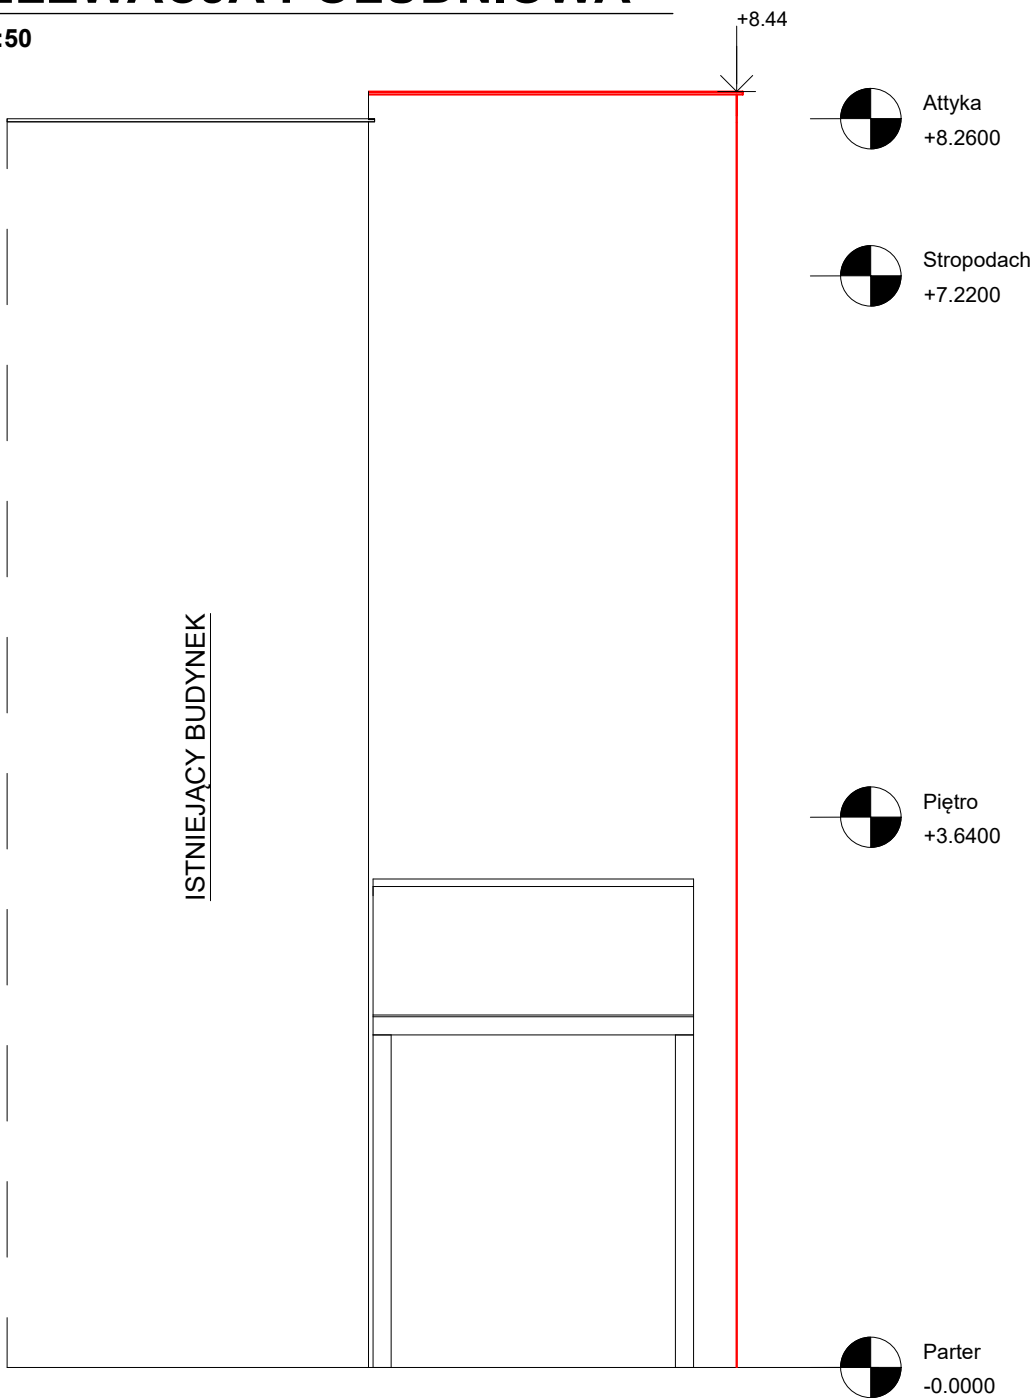 :50
+8.44
Attyka
+8.2600
Stropodach
+7.2200
ISTNIEJĄCY BUDYNEK
Piętro
+3.6400
Parter
-0.0000